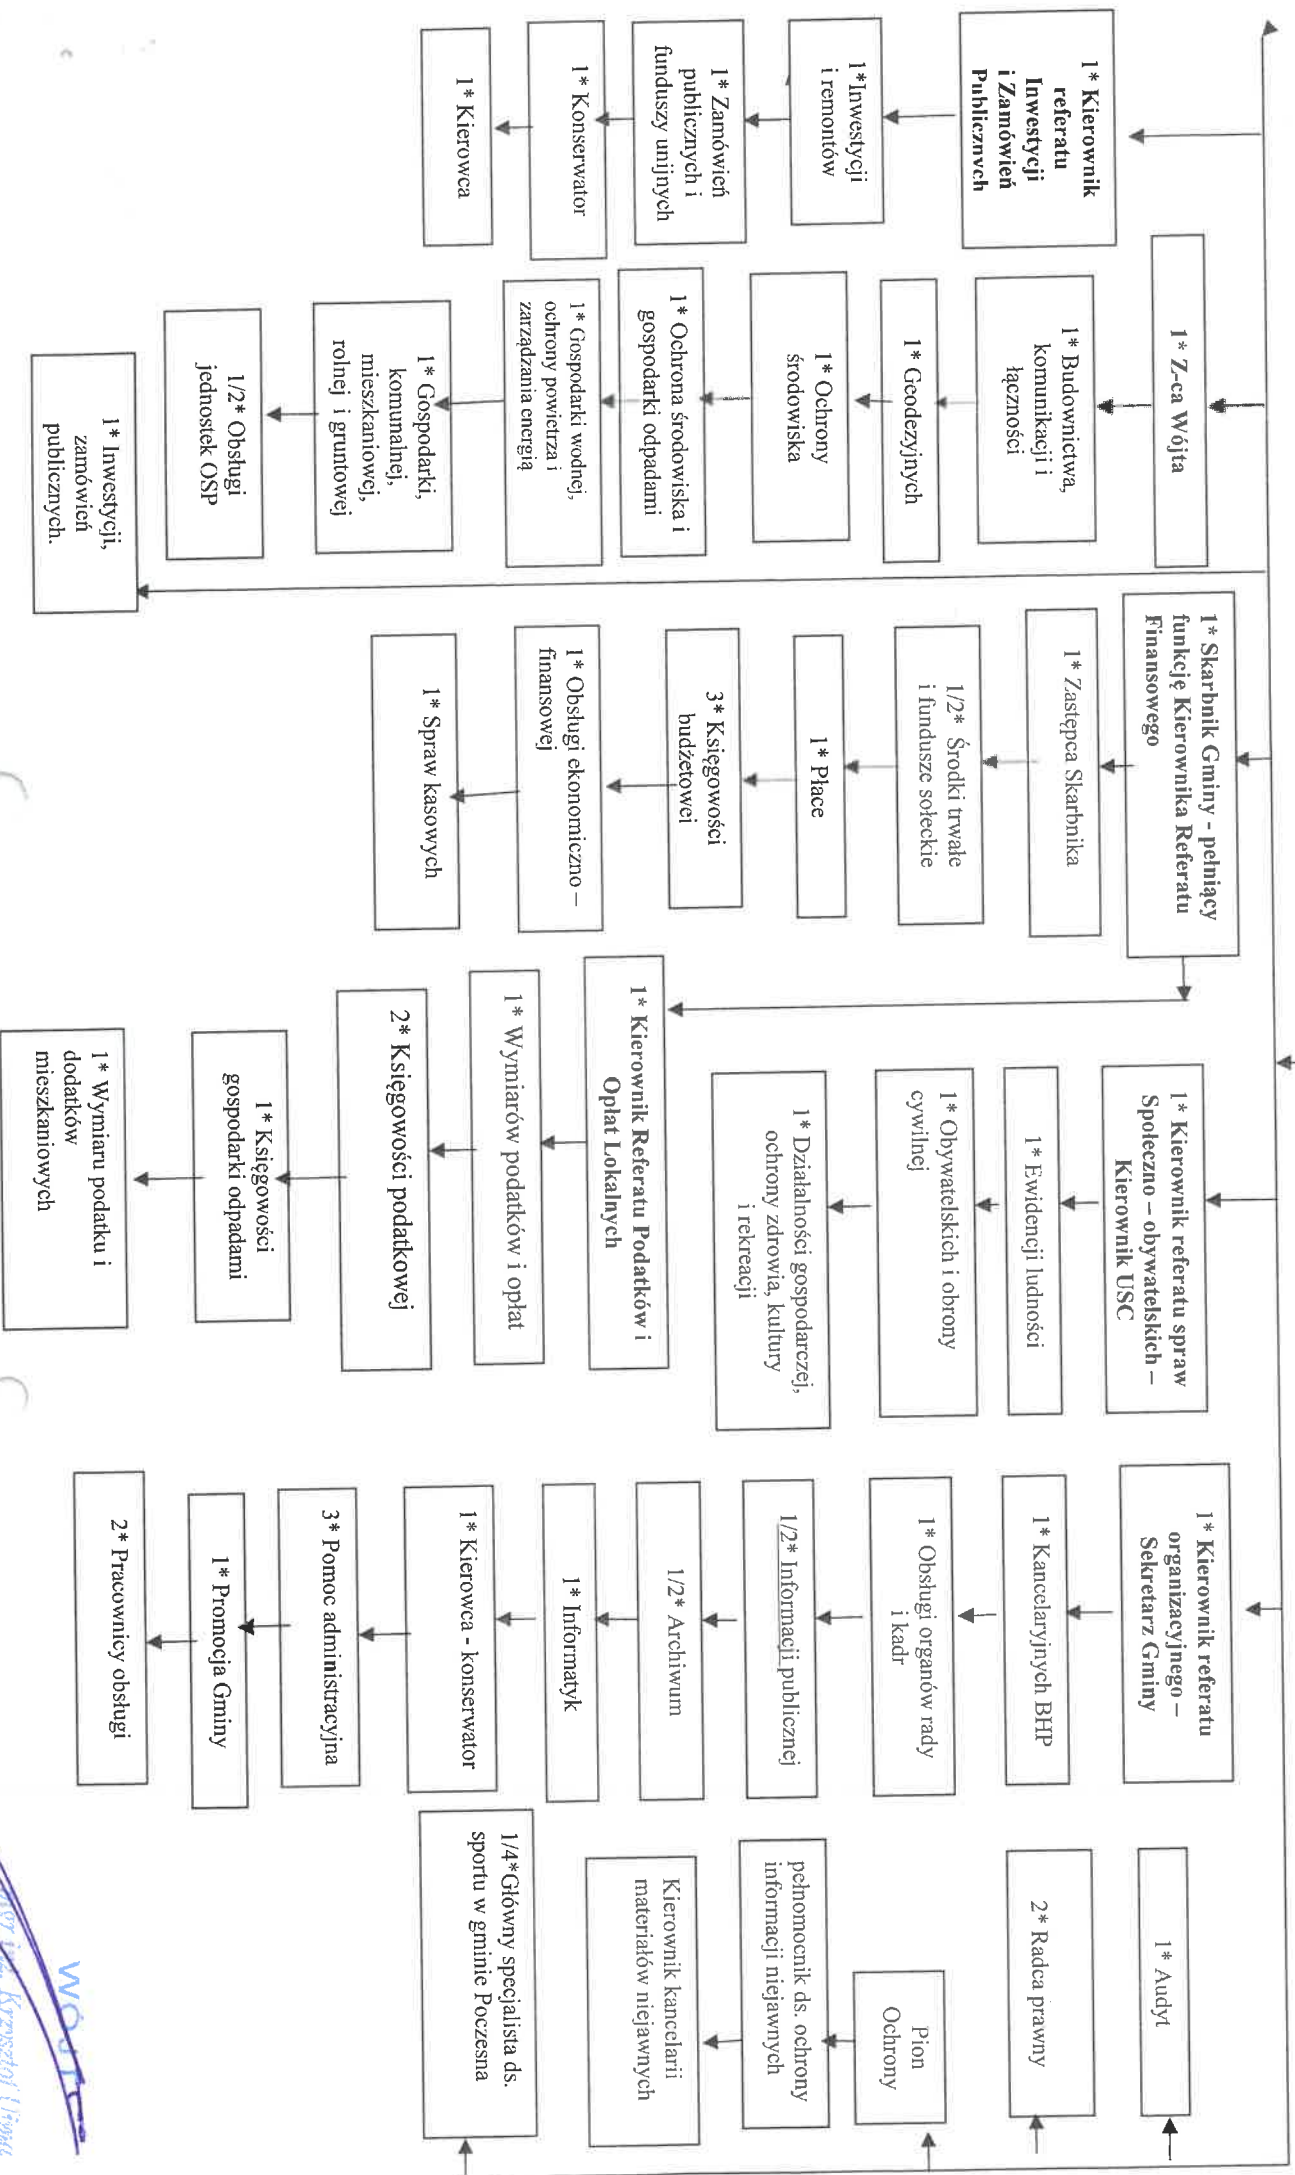 1* Kierownik
referatu
Inwestycji
i Zamówień
Publicznych
1*Inwestycji
i remontów
1* Zamówień
publicznych i
funduszy unijnych
1* Konserwator
1* Kierowca
1* Z-ca Wójta
1* Budownictwa,
komunikacji i
łączności
1* Geodezyjnych
1* Ochrony
środowiska
1* Ochrona środowiska i
gospodarki odpadami
1* Gospodarki wodnej,
ochrony powietrza i
zarządzania energią
1* Gospodarki,
komunalnej,
mieszkaniowej,
rolnej i gruntowej
1/2* Obsługi
jednostek OSP
1* Inwestycji,
zamówień
publicznych.
1* Skarbnik Gminy - pełniący
funkcję Kierownika Referatu
Finansowego
1* Zastępca Skarbnika
1/2* Środki trwałe
i fundusze sołeckie
1* Płace
3* Księgowości
budżetowej
1* Obsługi ekonomiczno –
finansowej
1* Spraw kasowych
1* Kierownik Referatu Podatków i
Opłat Lokalnych
1* Wymiarów podatków i opłat
2* Księgowości podatkowej
1* Księgowości
gospodarki odpadami
1* Wymiaru podatku i
dodatków
mieszkaniowych
1* Kierownik referatu spraw
Społeczno – obywatelskich –
Kierownik USC
1* Ewidencji ludności
1* Obywatelskich i obrony
cywilnej
1* Działalności gospodarczej,
ochrony zdrowia, kultury
i rekreacji
1* Kierownik referatu
organizacyjnego –
Sekretarz Gminy
1* Kancelaryjnych BHP
1* Obsługi organów rady
i kadr
1/2* Informacji publicznej
1/2* Archiwum
1* Informatyk
1* Kierowca - konserwator
3* Pomoc administracyjna
1* Promocja Gminy
2* Pracownicy obsługi
1* Audyt
2* Radca prawny
Pion
Ochrony
pełnomocnik ds. ochrony
informacji niejawnych
Kierownik kancelarii
materiałów niejawnych
1/4*Główny specjalista ds.
sportu w gminie Poczesna
WÓJT
inż. Krzysztof